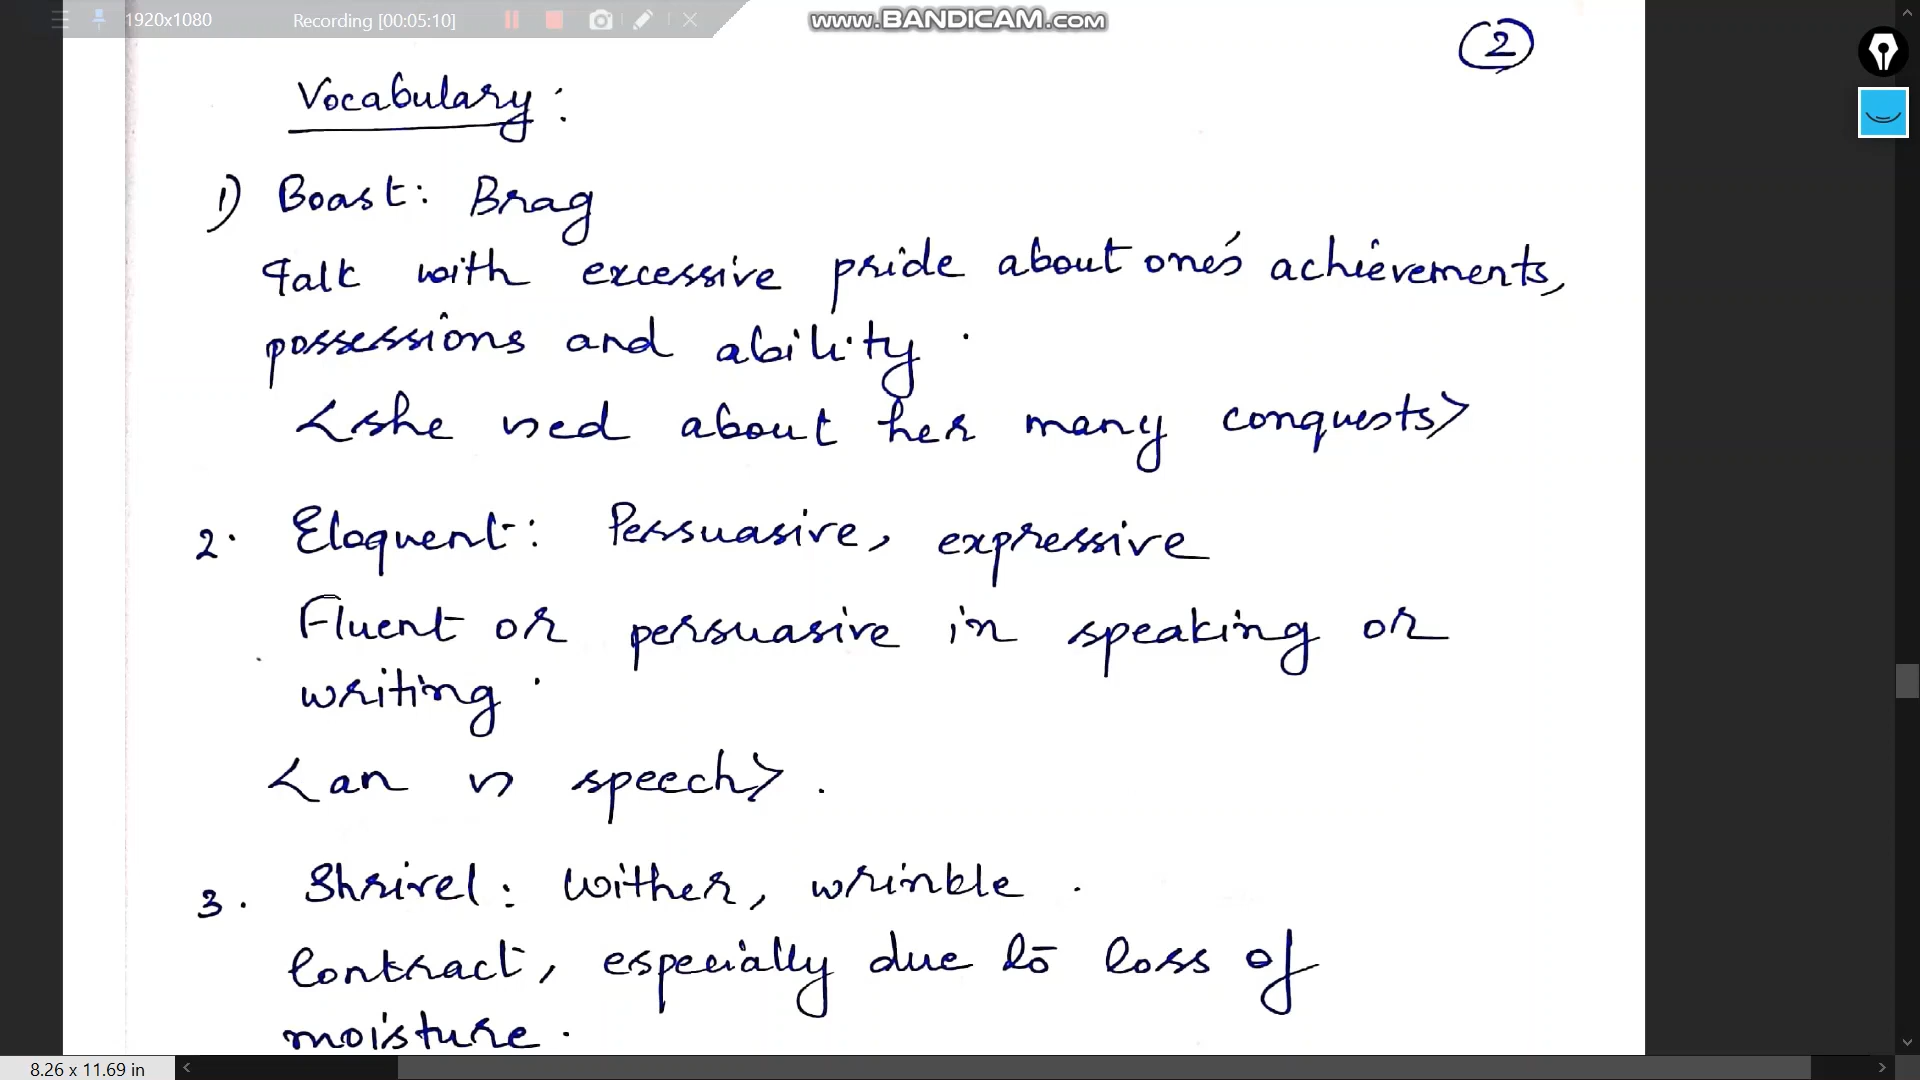 1920x1080 Recording [00:05:10] www.BANDICAM.com
2
Vocabulary:
1) Boast: Brag
Talk with excessive pride about one's achievements,
possessions and ability.
<she ned about her many conquests>
2. Eloquent: Persuasive, expressive
Fluent or persuasive in speaking or
writing.
<an n speech>.
3. Shrivel: Wither, wrinkle.
Contract, especially due to loss of
moisture.
8.26 x 11.69 in